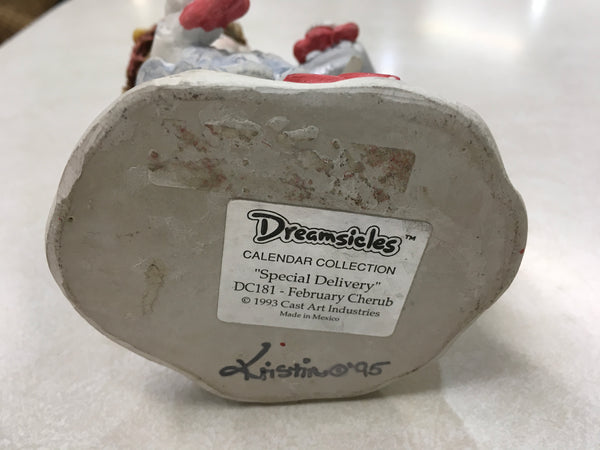 Dreamsicles™
CALENDAR COLLECTION
"Special Delivery"
DC181 - February Cherub
© 1993 Cast Art Industries
Made in Mexico
Kristin © '95